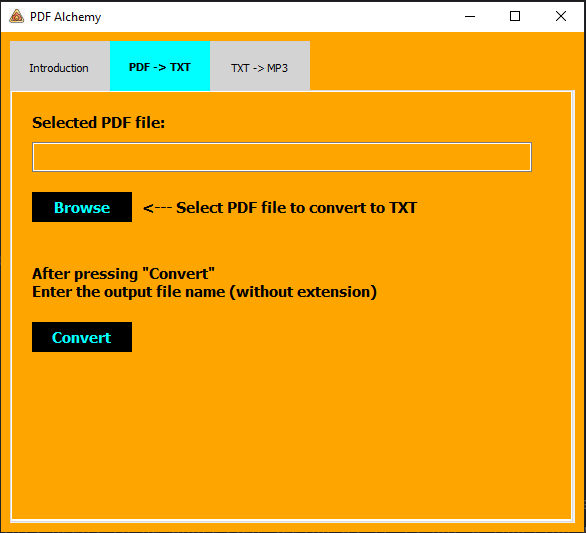 PDF Alchemy
Introduction
PDF -> TXT
TXT -> MP3
Selected PDF file:
Browse
<--- Select PDF file to convert to TXT
After pressing "Convert"
Enter the output file name (without extension)
Convert